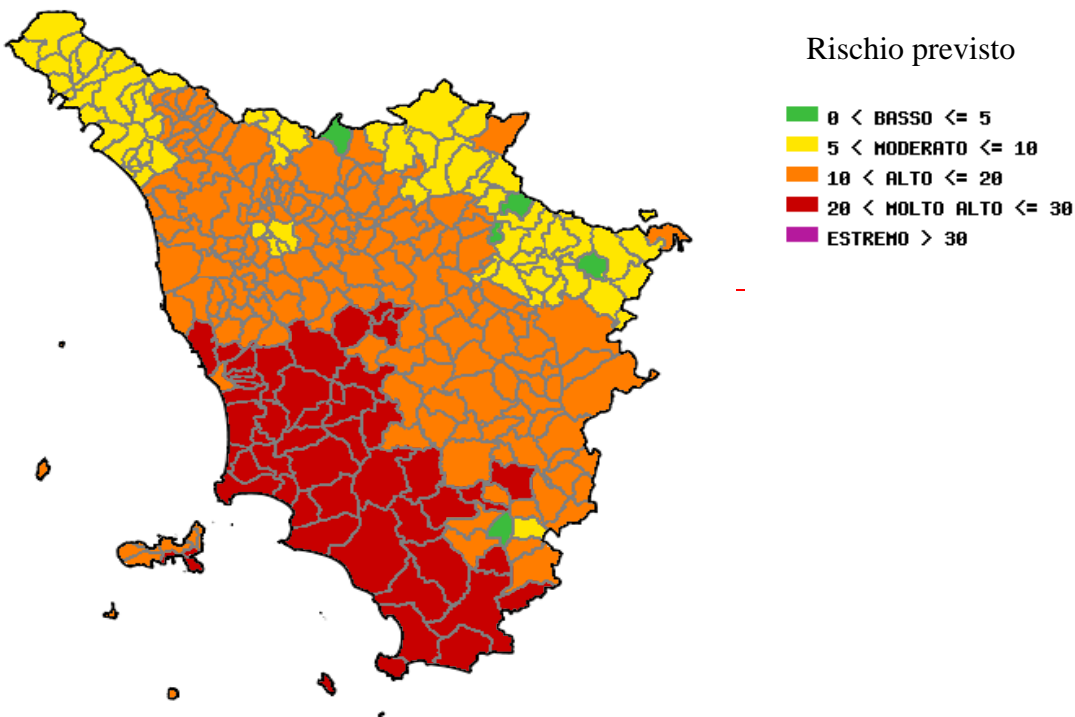 Rischio previsto
0 < BASSO <= 5
5 < MODERATO <= 10
10 < ALTO <= 20
20 < MOLTO ALTO <= 30
ESTREMO > 30